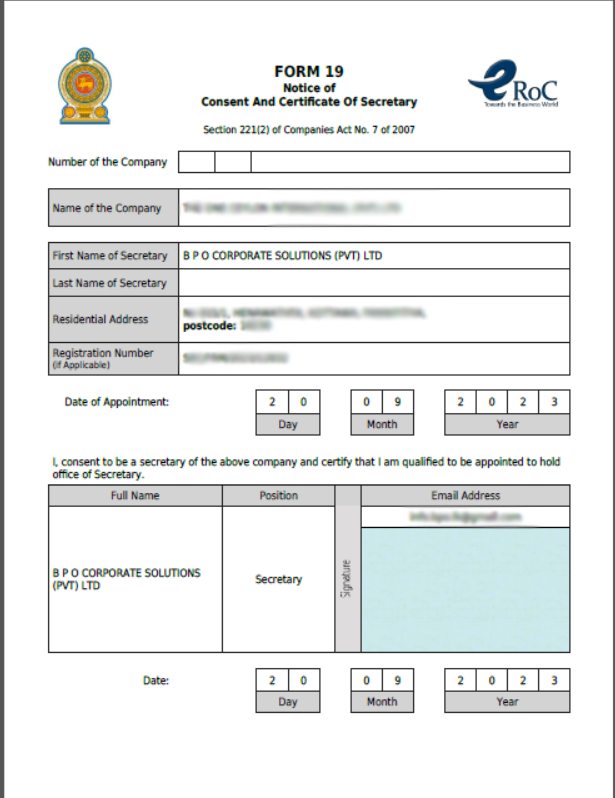 FORM 19
Notice of
Consent And Certificate Of Secretary
eRoC
Towards the Business World
Section 221(2) of Companies Act No. 7 of 2007
Number of the Company
Name of the Company
First Name of Secretary B P O CORPORATE SOLUTIONS (PVT) LTD
Last Name of Secretary
Residential Address
postcode:
Registration Number
(if Applicable)
Date of Appointment: 2 0 0 9 2 0 2 3
Day Month Year
I, consent to be a secretary of the above company and certify that I am qualified to be appointed to hold
office of Secretary.
Full Name Position Email Address
Signature
B P O CORPORATE SOLUTIONS
(PVT) LTD
Secretary
Date: 2 0 0 9 2 0 2 3
Day Month Year